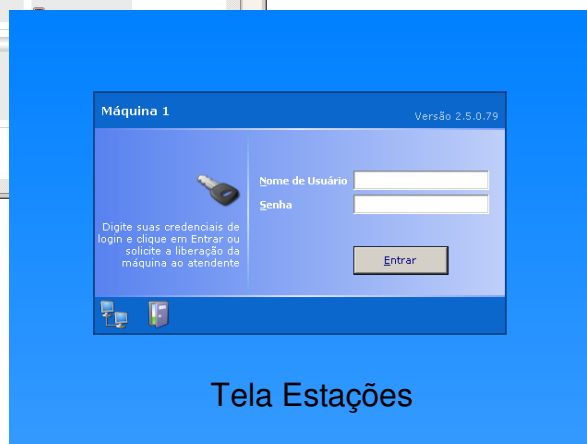 Máquina 1
Versão 2.5.0.79
Nome de Usuário
Senha
Digite suas credenciais de
login e clique em Entrar ou
solicite a liberação da
máquina ao atendente
Entrar
Tela Estações